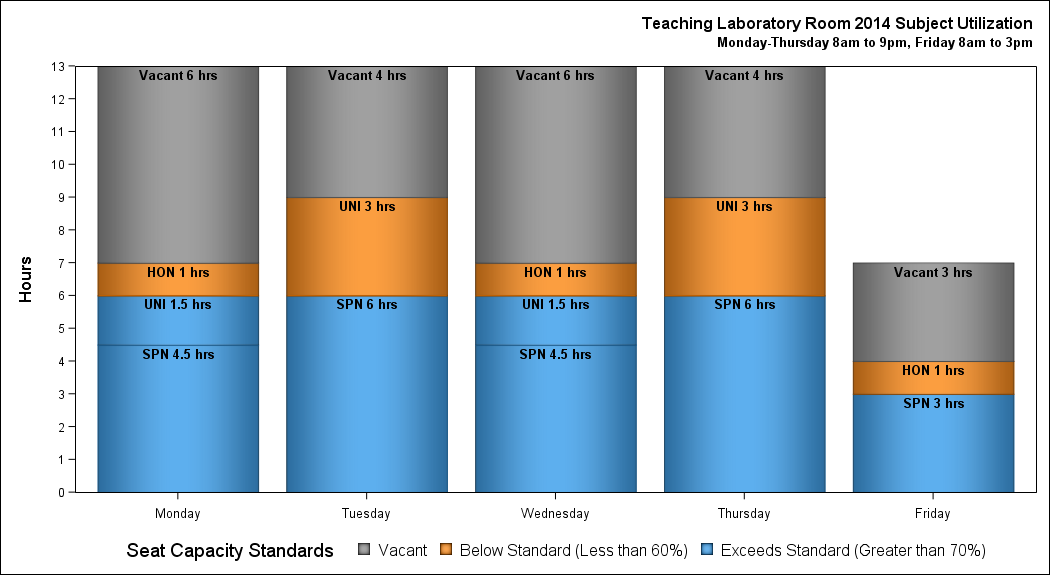 Teaching Laboratory Room 2014 Subject Utilization
Monday-Thursday 8am to 9pm, Friday 8am to 3pm
Hours
13
12
11
10
9
8
7
6
5
4
3
2
1
0
Vacant 6 hrs
HON 1 hrs
UNI 1.5 hrs
SPN 4.5 hrs
Vacant 4 hrs
UNI 3 hrs
SPN 6 hrs
Vacant 6 hrs
HON 1 hrs
UNI 1.5 hrs
SPN 4.5 hrs
Vacant 4 hrs
UNI 3 hrs
SPN 6 hrs
Vacant 3 hrs
HON 1 hrs
SPN 3 hrs
Monday Tuesday Wednesday Thursday Friday
Seat Capacity Standards Vacant Below Standard (Less than 60%) Exceeds Standard (Greater than 70%)